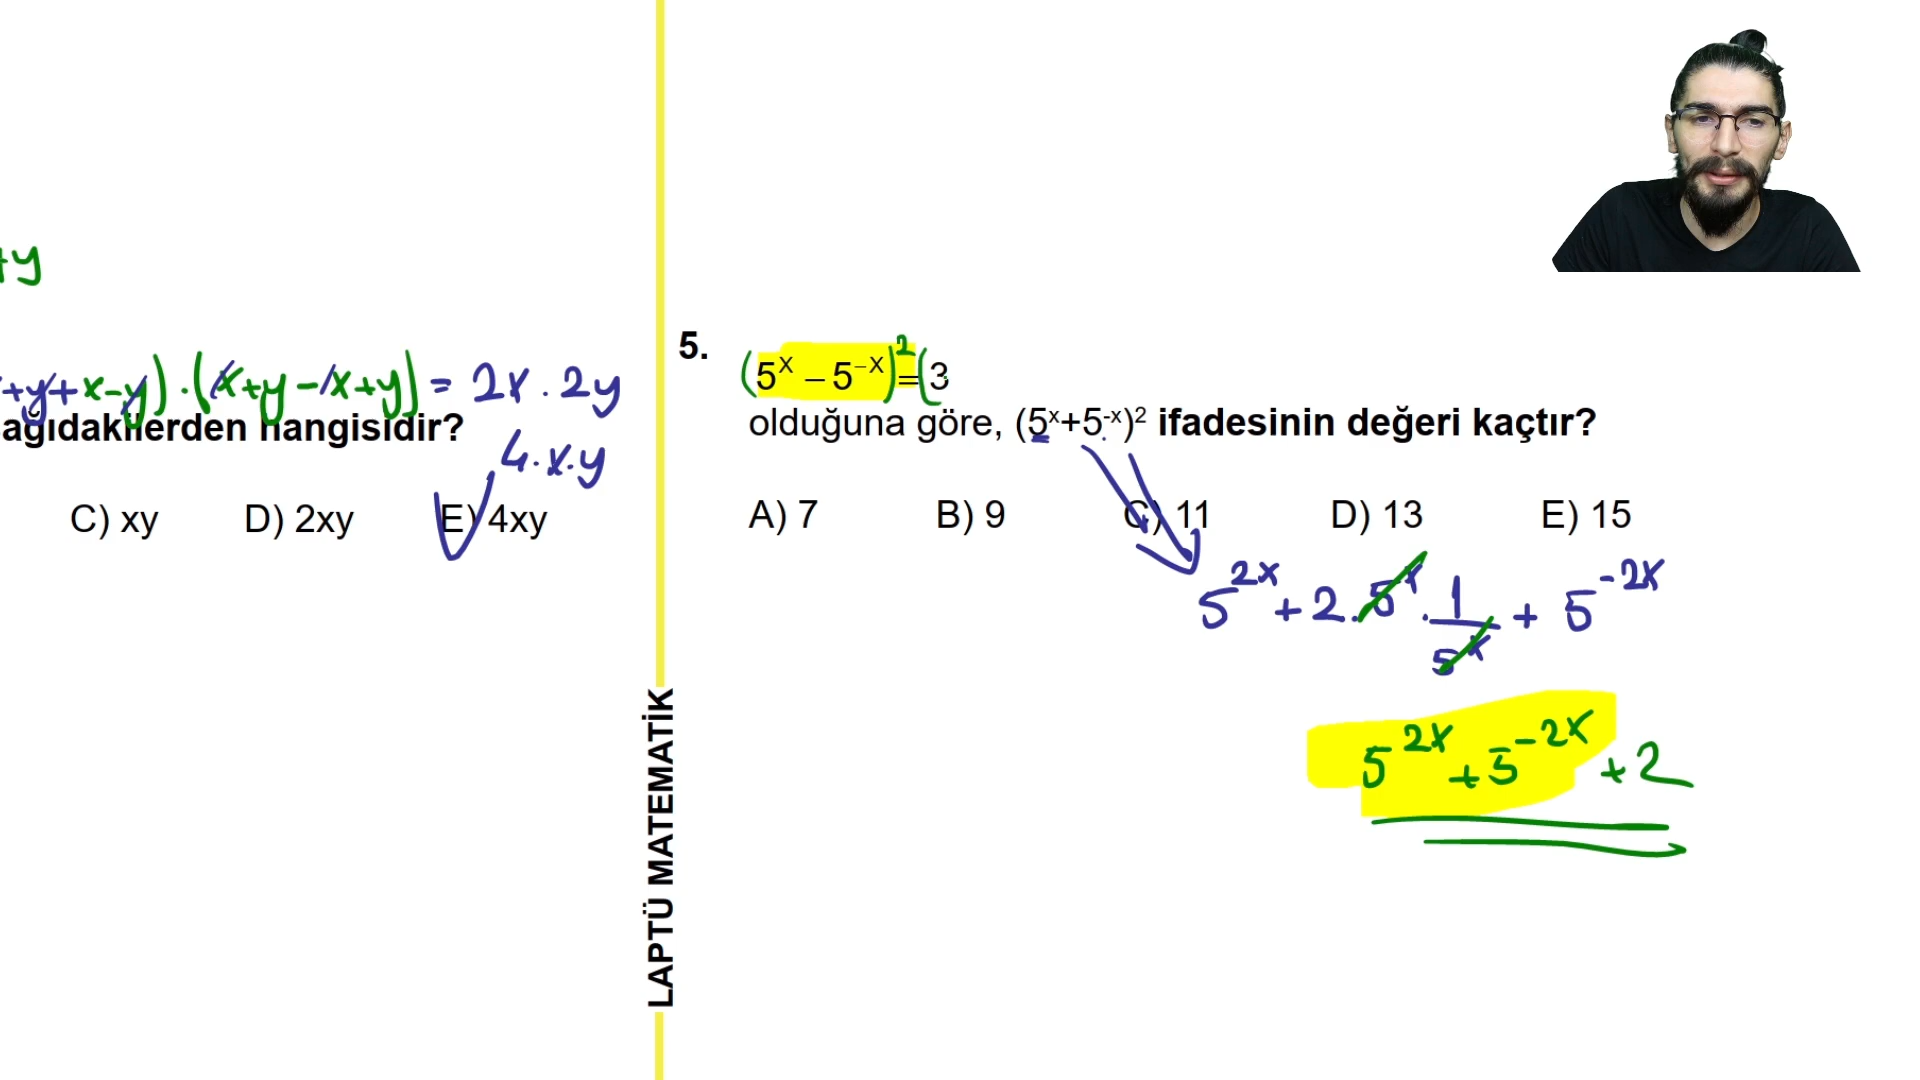 +y
+y+x-y).(x+y-x+y) = 2x.2y
ağıdakilerden hangisidir?
4.x.y
C) xy D) 2xy E) 4xy
LAPTÜ MATEMATİK
5. (5^x – 5^-x)^2 = (3
olduğuna göre, (5^x+5^-x)^2 ifadesinin değeri kaçtır?
A) 7 B) 9 C) 11 D) 13 E) 15
5^2x + 2.5^x.1/5^x + 5^-2x
5^2x + 5^-2x + 2